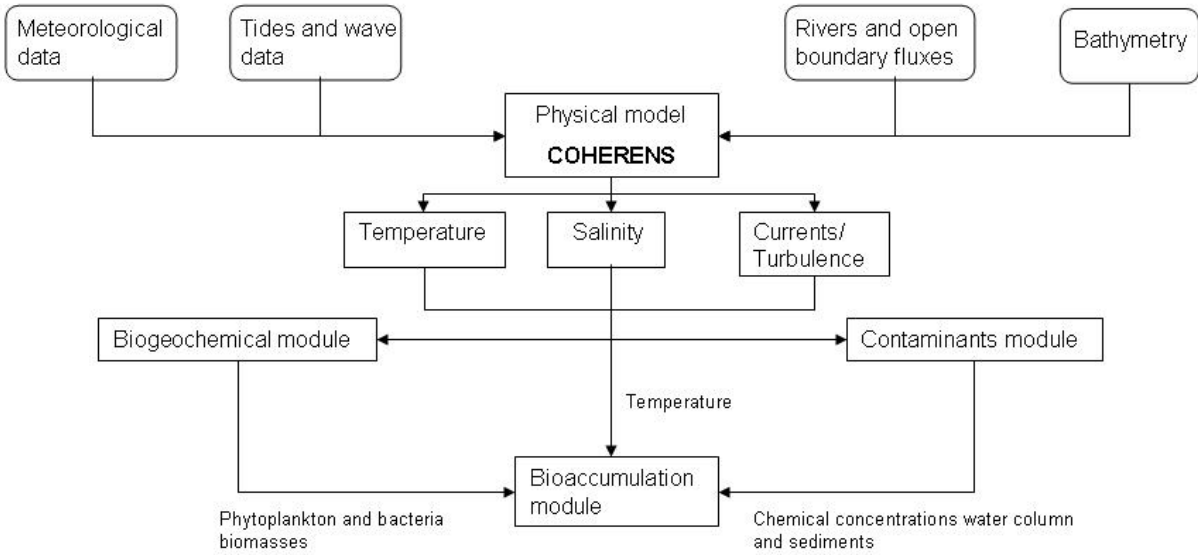 Meteorological
data
Tides and wave
data
Rivers and open
boundary fluxes
Bathymetry
Physical model
COHERENS
Temperature
Salinity
Currents/
Turbulence
Biogeochemical module
Contaminants module
Temperature
Bioaccumulation
module
Phytoplankton and bacteria
biomasses
Chemical concentrations water column
and sediments